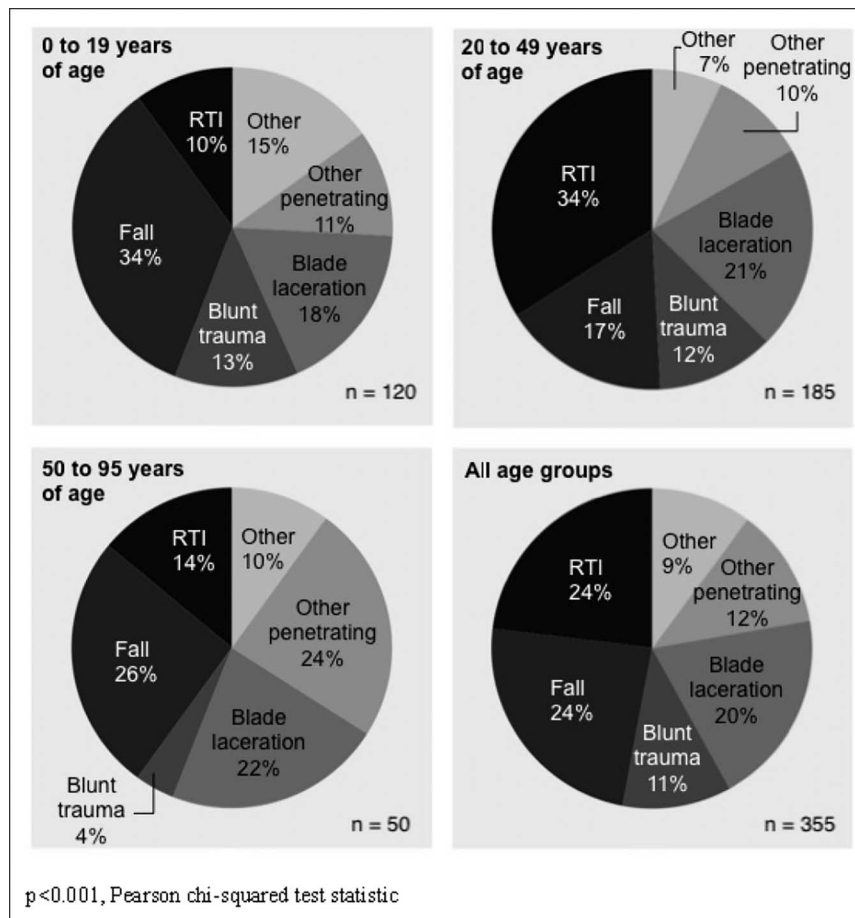 0 to 19 years
of age
RTI
10%
Other
15%
Other
penetrating
11%
Fall
34%
Blade
laceration
18%
Blunt
trauma
13%
n = 120
20 to 49 years
of age
Other
7%
Other
penetrating
10%
RTI
34%
Blade
laceration
21%
Fall
17%
Blunt
trauma
12%
n = 185
50 to 95 years
of age
RTI
14%
Other
10%
Other
penetrating
24%
Fall
26%
Blade
laceration
22%
Blunt
trauma
4%
n = 50
All age groups
RTI
24%
Other
9%
Other
penetrating
12%
Fall
24%
Blade
laceration
20%
Blunt
trauma
11%
n = 355
p<0.001, Pearson chi-squared test statistic